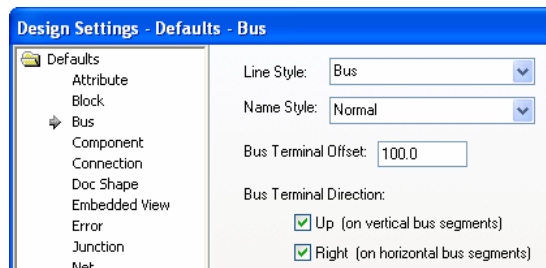 Design Settings - Defaults - Bus
Defaults
Attribute
Block
Bus
Component
Connection
Doc Shape
Embedded View
Error
Junction
Net
Line Style: Bus
Name Style: Normal
Bus Terminal Offset: 100.0
Bus Terminal Direction:
Up (on vertical bus segments)
Right (on horizontal bus segments)